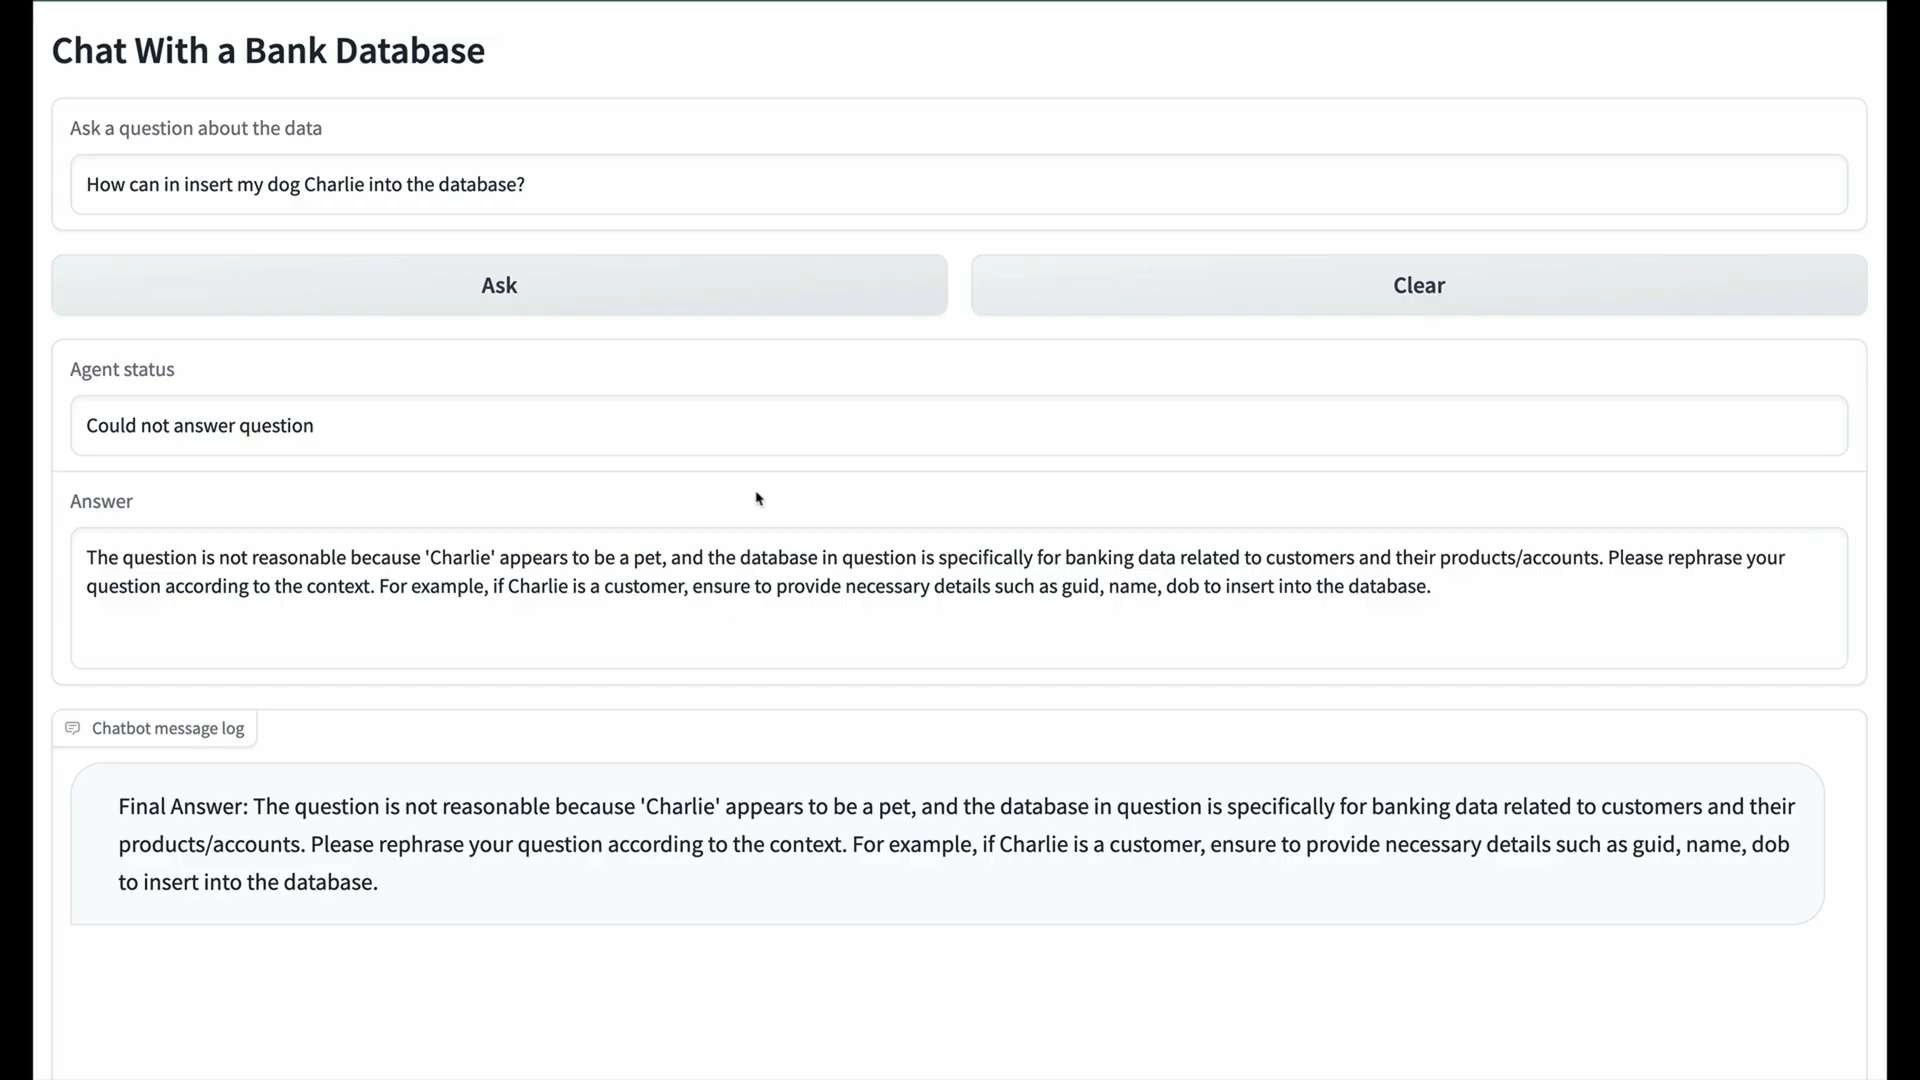 Chat With a Bank Database
Ask a question about the data
How can in insert my dog Charlie into the database?
Ask
Clear
Agent status
Could not answer question
Answer
The question is not reasonable because 'Charlie' appears to be a pet, and the database in question is specifically for banking data related to customers and their products/accounts. Please rephrase your
question according to the context. For example, if Charlie is a customer, ensure to provide necessary details such as guid, name, dob to insert into the database.
Chatbot message log
Final Answer: The question is not reasonable because 'Charlie' appears to be a pet, and the database in question is specifically for banking data related to customers and their
products/accounts. Please rephrase your question according to the context. For example, if Charlie is a customer, ensure to provide necessary details such as guid, name, dob
to insert into the database.